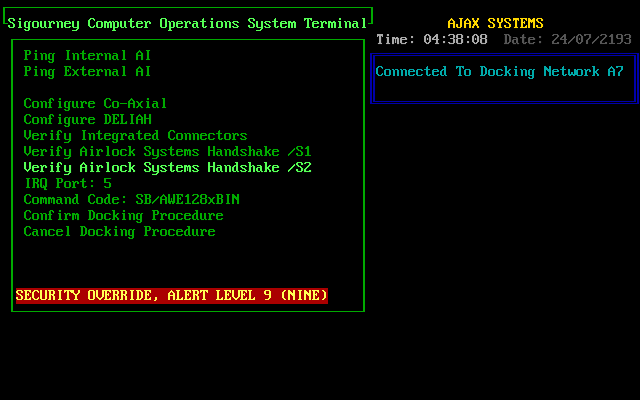 Sigourney Computer Operations System Terminal
AJAX SYSTEMS
Time: 04:38:08 Date: 24/07/2193
Ping Internal AI
Ping External AI
Connected To Docking Network A7
Configure Co-Axial
Configure DELIAH
Verify Integrated Connectors
Verify Airlock Systems Handshake /S1
Verify Airlock Systems Handshake /S2
IRQ Port: 5
Command Code: SB/AWE128xBIN
Confirm Docking Procedure
Cancel Docking Procedure
SECURITY OVERRIDE, ALERT LEVEL 9 (NINE)